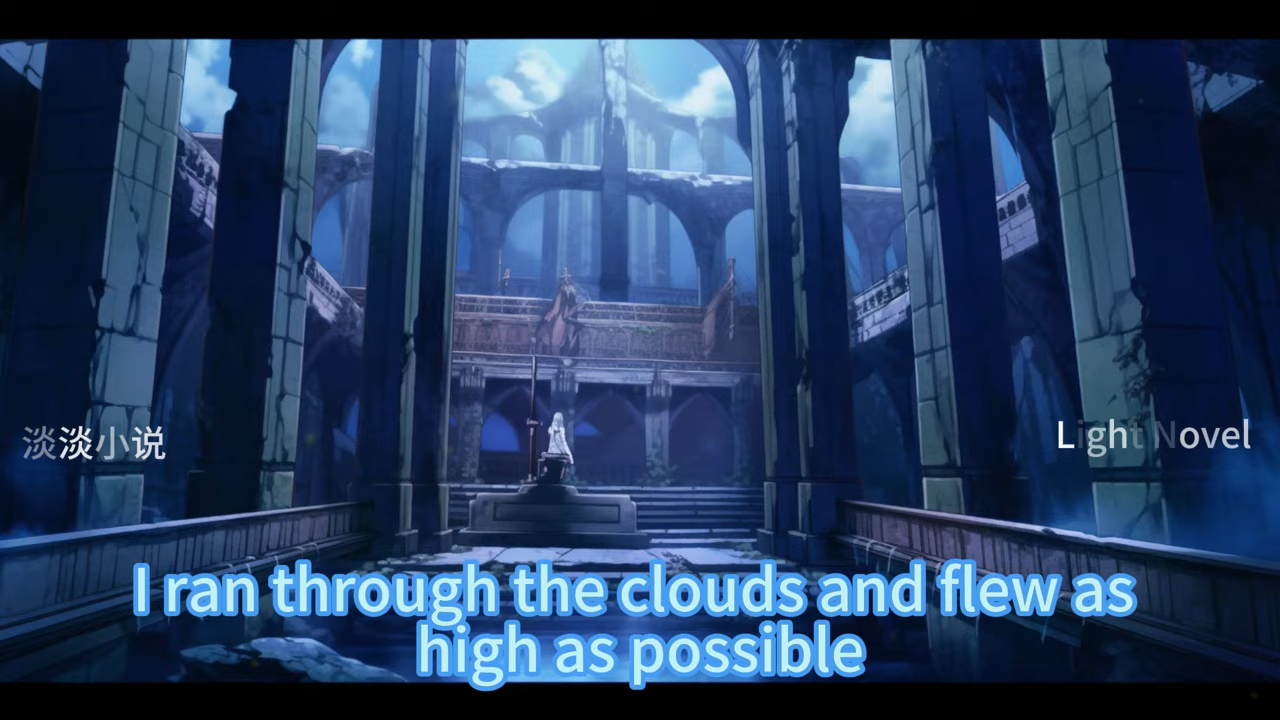 淡淡小说
Light Novel
I ran through the clouds and flew as
high as possible